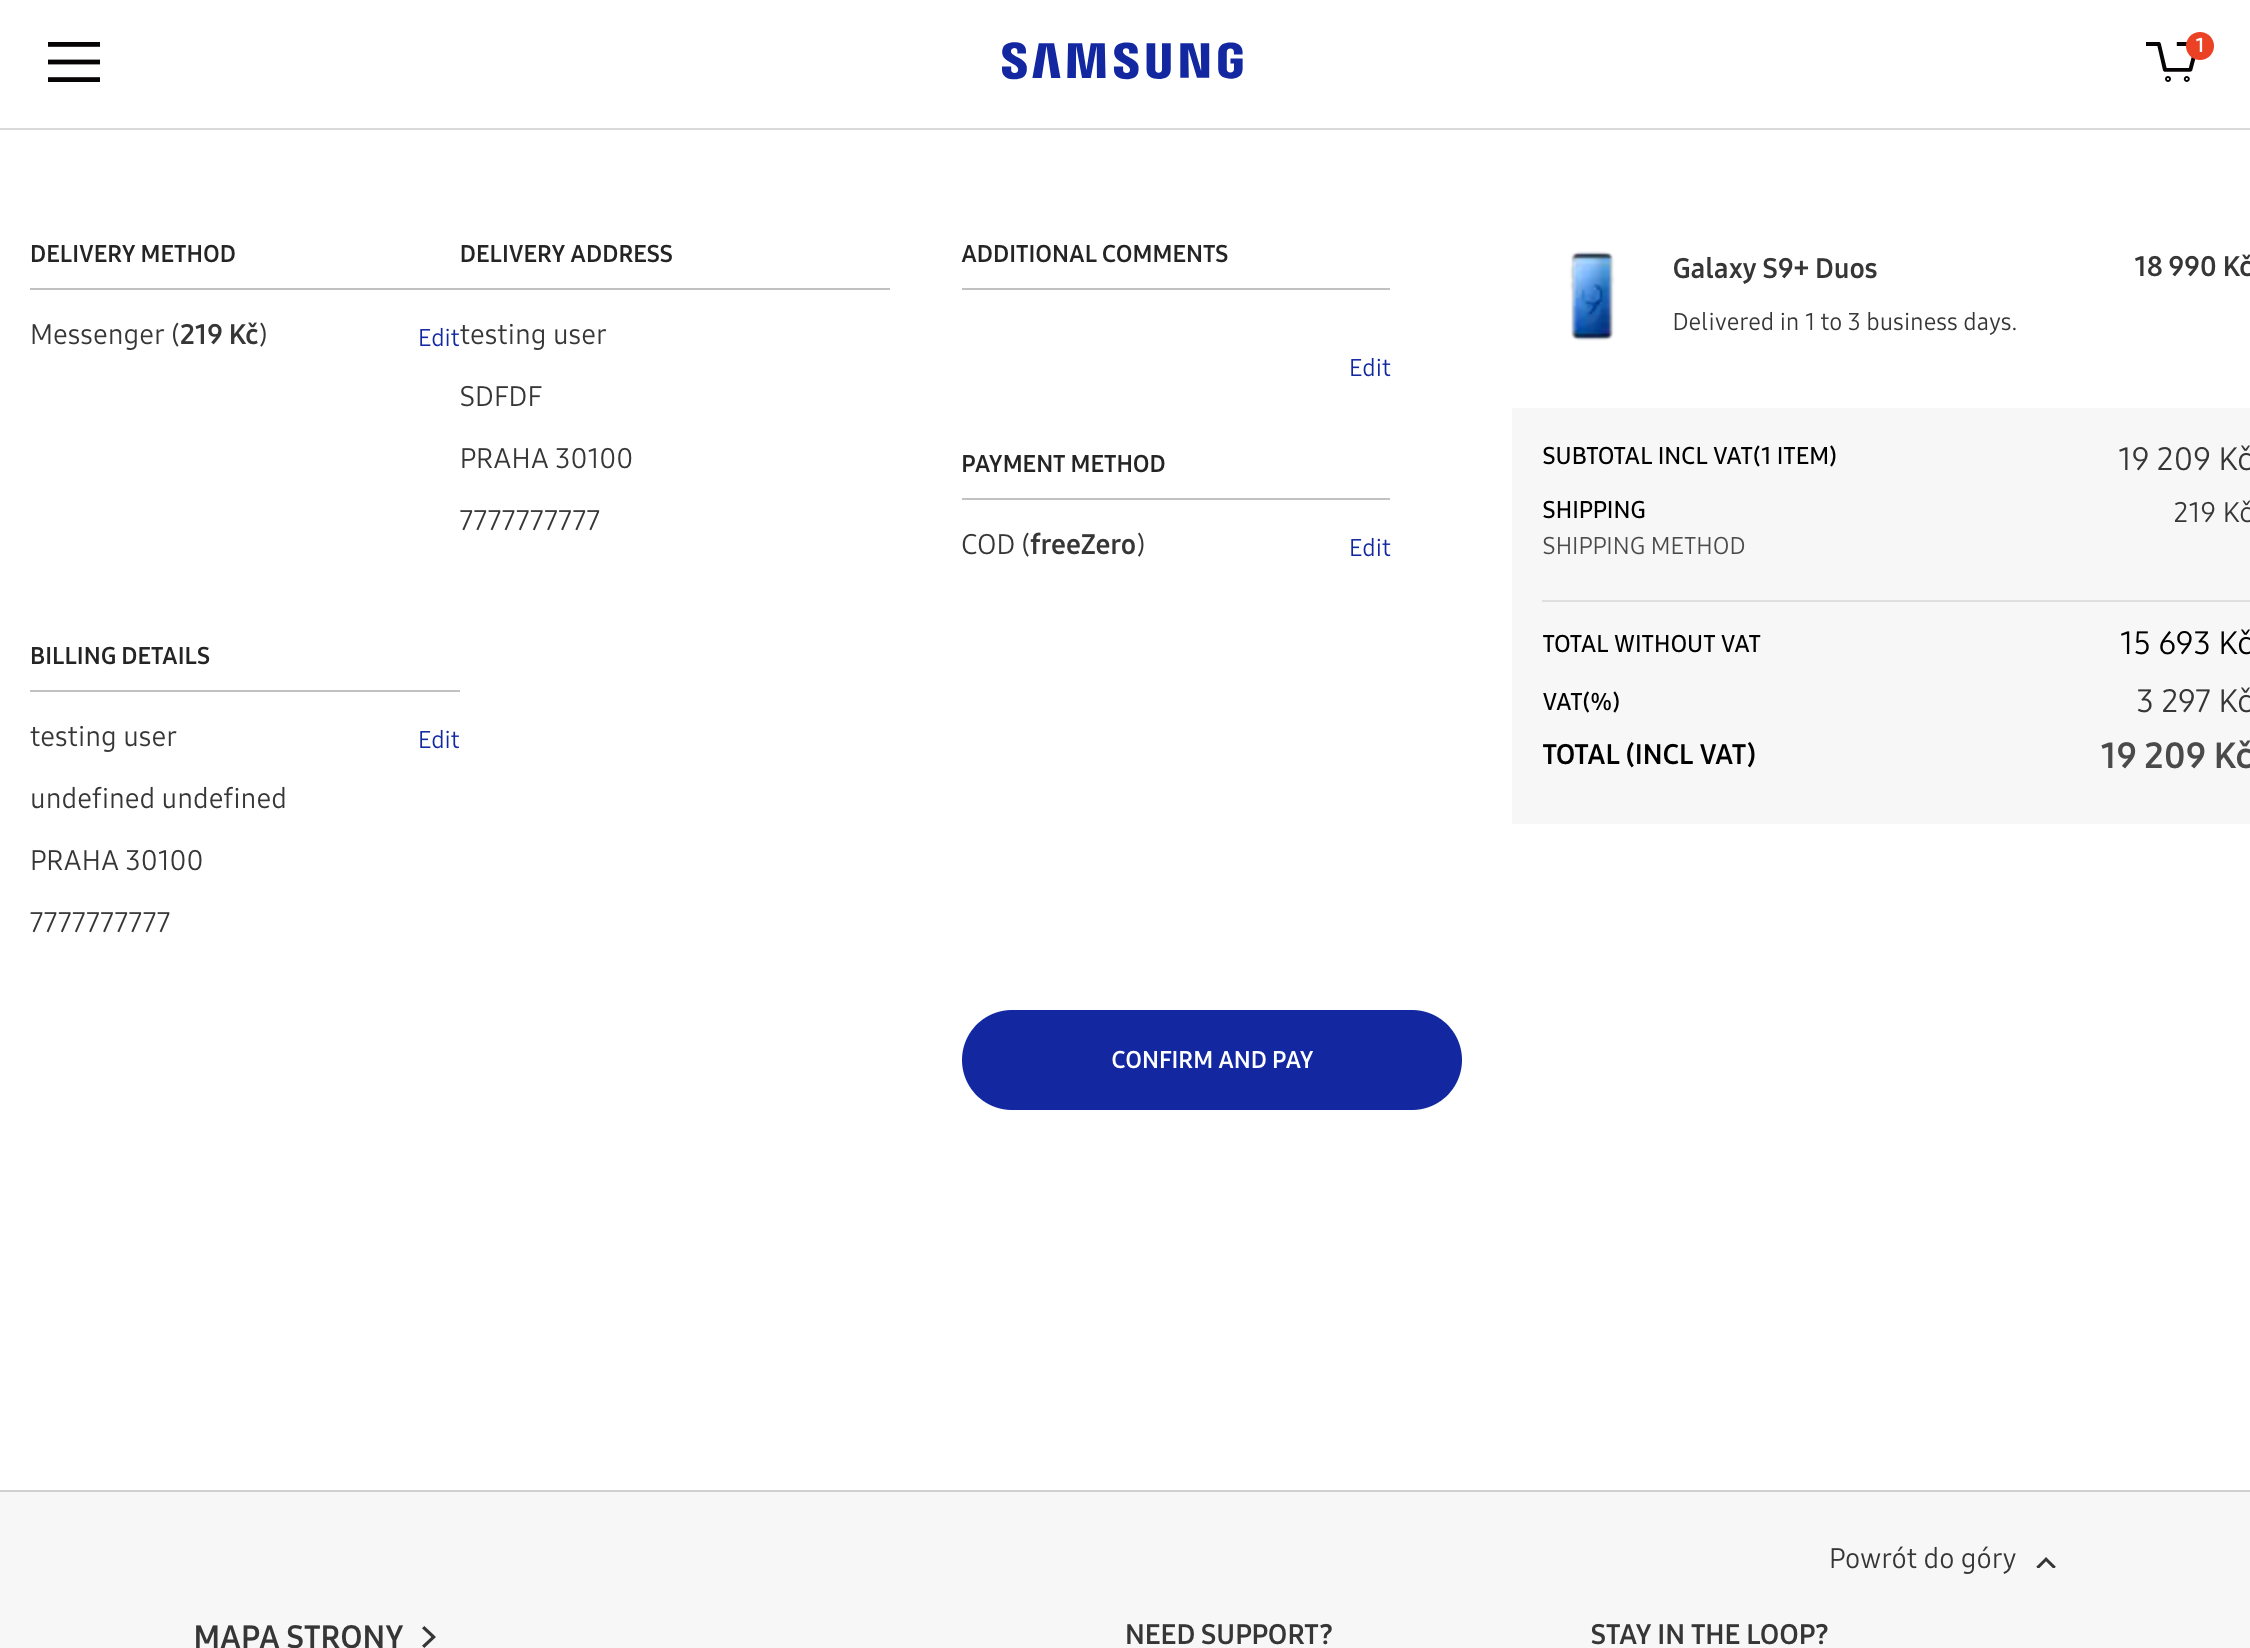 SAMSUNG
1
DELIVERY METHOD
Messenger (219 Kč)
Edit
DELIVERY ADDRESS
testing user
SDFDF
PRAHA 30100
7777777777
BILLING DETAILS
testing user
Edit
undefined undefined
PRAHA 30100
7777777777
ADDITIONAL COMMENTS
Edit
PAYMENT METHOD
COD (freeZero)
Edit
CONFIRM AND PAY
9
Galaxy S9+ Duos
18 990 Kč
Delivered in 1 to 3 business days.
SUBTOTAL INCL VAT(1 ITEM)
19 209 Kč
SHIPPING
219 Kč
SHIPPING METHOD
TOTAL WITHOUT VAT
15 693 Kč
VAT(%)
3 297 Kč
TOTAL (INCL VAT)
19 209 Kč
Powrót do góry
MAPA STRONY
NEED SUPPORT?
STAY IN THE LOOP?